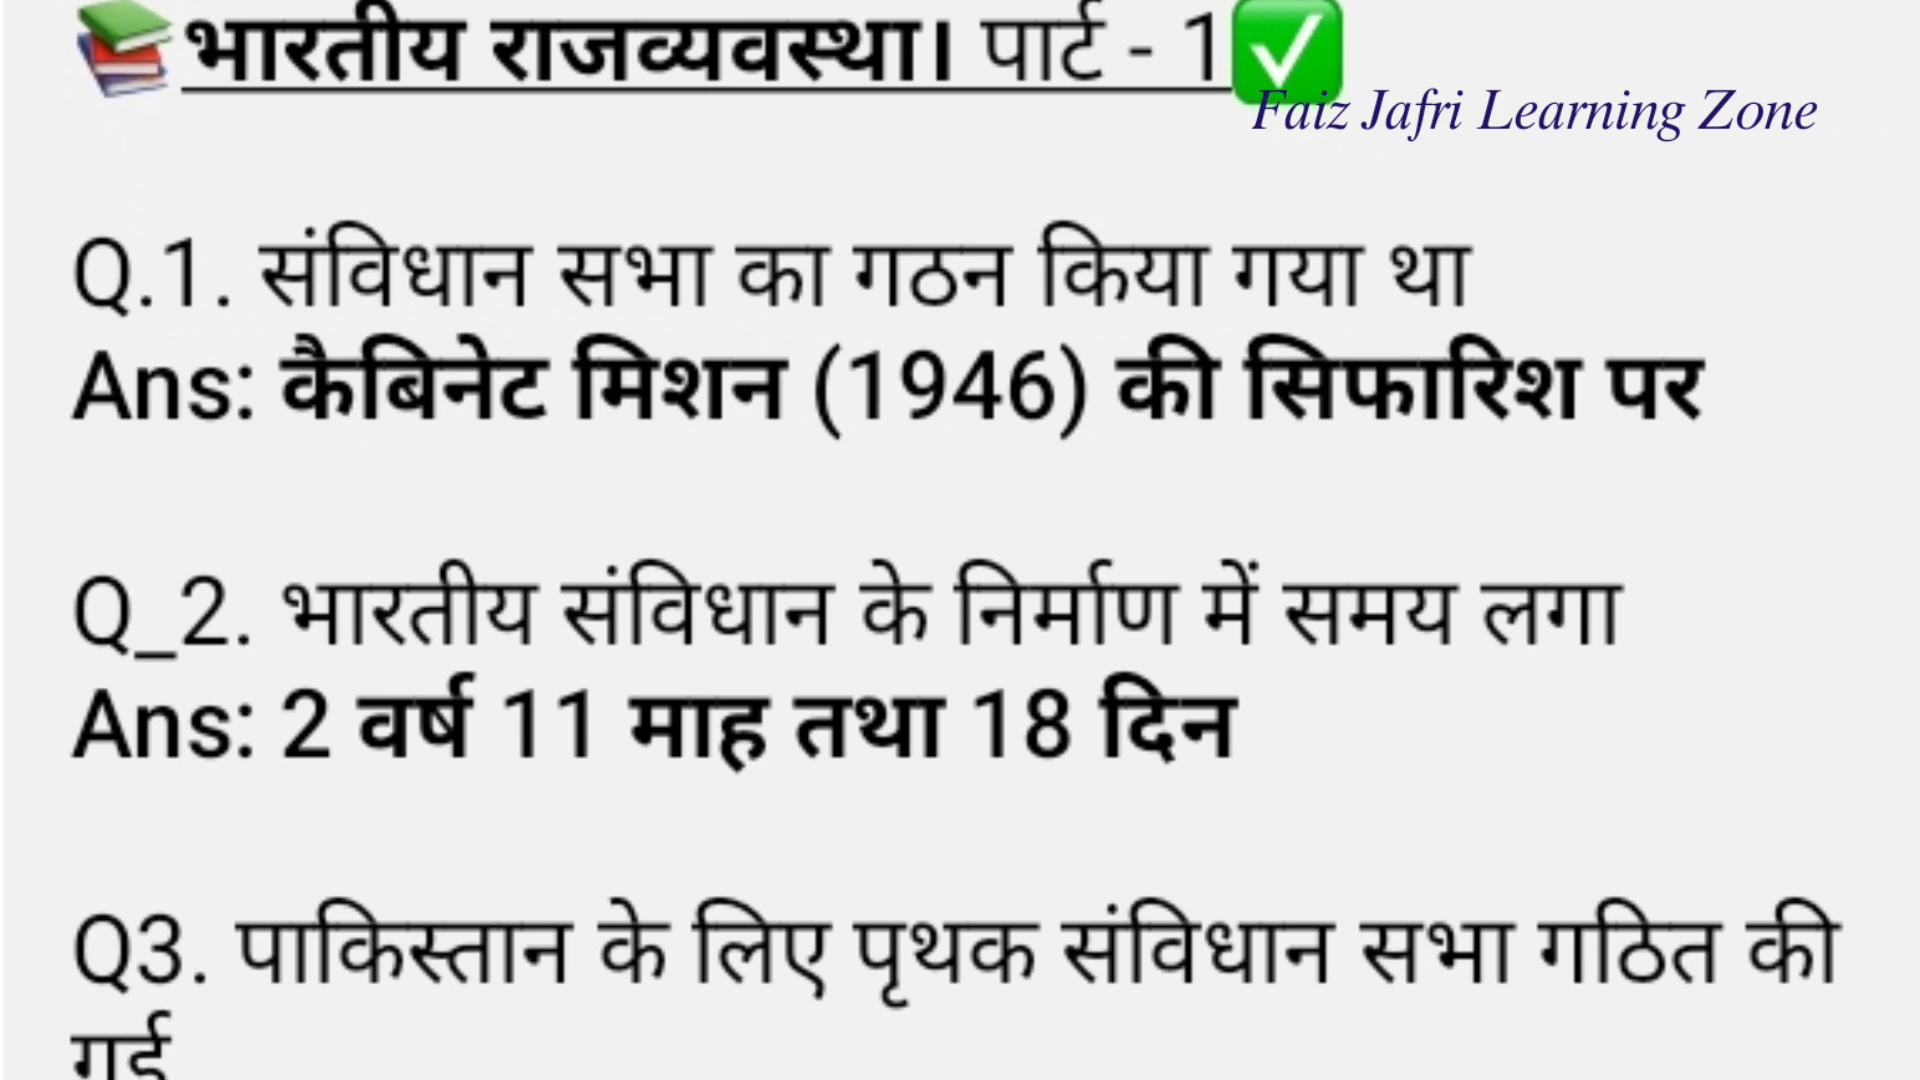 📚भारतीय राजव्यवस्था। पार्ट - 1✅
Faiz Jafri Learning Zone
Q.1. संविधान सभा का गठन किया गया था
Ans: कैबिनेट मिशन (1946) की सिफारिश पर
Q_2. भारतीय संविधान के निर्माण में समय लगा
Ans: 2 वर्ष 11 माह तथा 18 दिन
Q3. पाकिस्तान के लिए पृथक संविधान सभा गठित की
गई